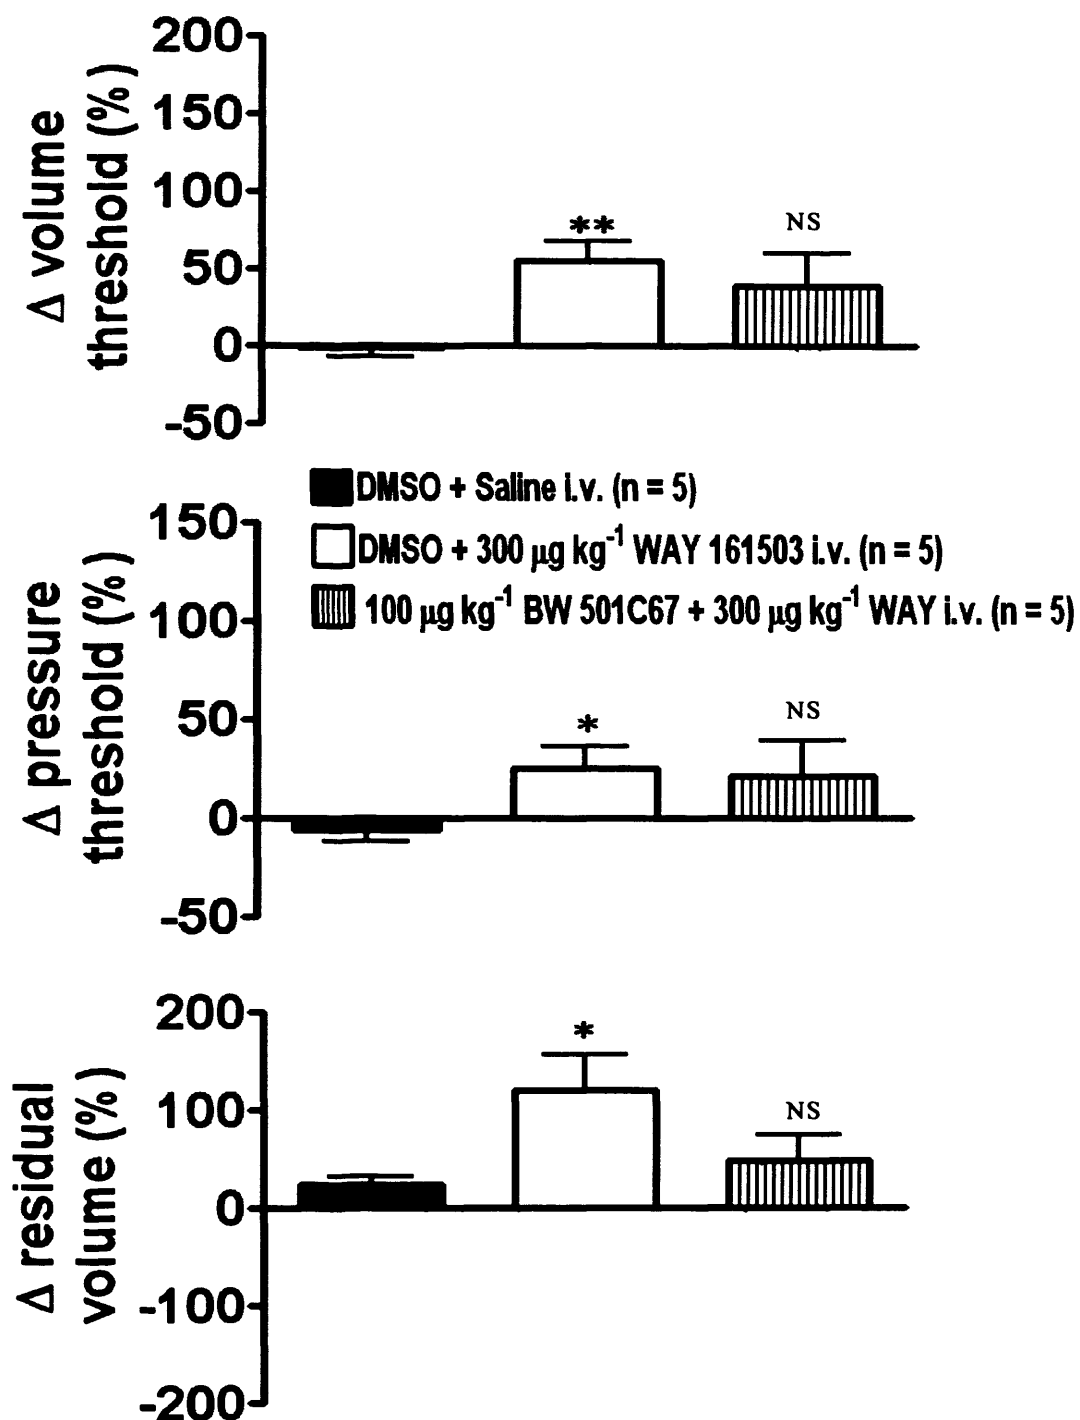 200
150
100
50
0
-50
Δ volume
threshold (%)
**
NS
DMSO + Saline i.v. (n = 5)
DMSO + 300 µg kg⁻¹ WAY 161503 i.v. (n = 5)
100 µg kg⁻¹ BW 501C67 + 300 µg kg⁻¹ WAY i.v. (n = 5)
150
100
50
0
-50
Δ pressure
threshold (%)
*
NS
200
100
0
-100
-200
Δ residual
volume (%)
*
NS